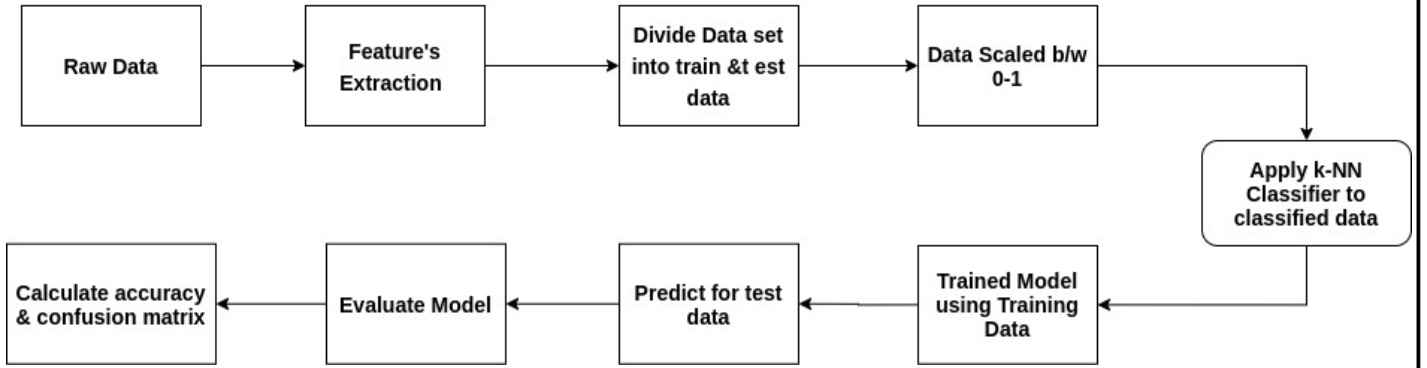 Raw Data
Feature's
Extraction
Divide Data set
into train &t est
data
Data Scaled b/w
0-1
Apply k-NN
Classifier to
classified data
Trained Model
using Training
Data
Predict for test
data
Evaluate Model
Calculate accuracy
& confusion matrix